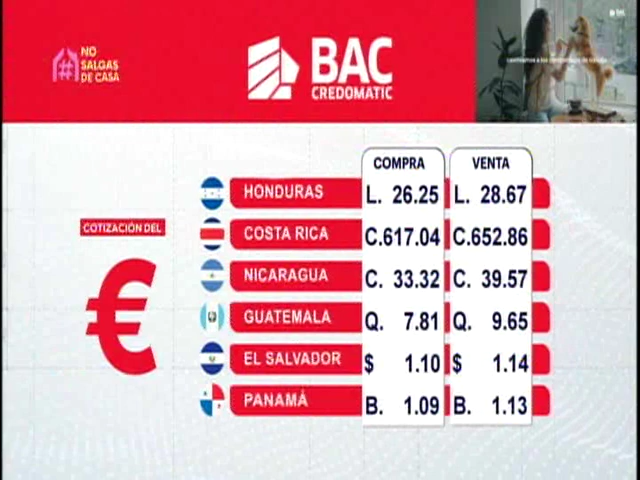 #
NO
SALGAS
DE CASA
BAC
CREDOMATIC
BAC
COMPRA VENTA
COTIZACIÓN DEL
€
HONDURAS L. 26.25 L. 28.67
COSTA RICA C.617.04 C.652.86
NICARAGUA C. 33.32 C. 39.57
GUATEMALA Q. 7.81 Q. 9.65
EL SALVADOR $ 1.10 $ 1.14
PANAMÁ B. 1.09 B. 1.13